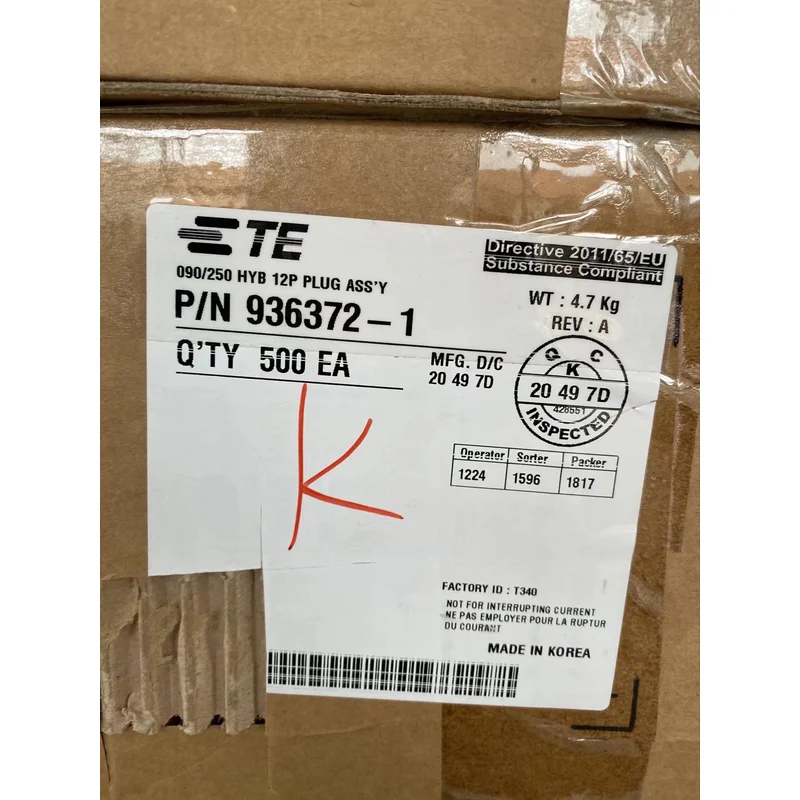 TE
090/250 HYB 12P PLUG ASS'Y
P/N 936372-1
Q'TY 500 EA
MFG. D/C
20 49 7D
Directive 2011/65/EU
Substance Compliant
WT : 4.7 Kg
REV : A
Q C
K
20 49 7D
428551
INSPECTED
Operator Sorter Packer
1224 1596 1817
K
FACTORY ID : T340
NOT FOR INTERRUPTING CURRENT
NE PAS EMPLOYER POUR LA RUPTUR
DU COURANT
MADE IN KOREA